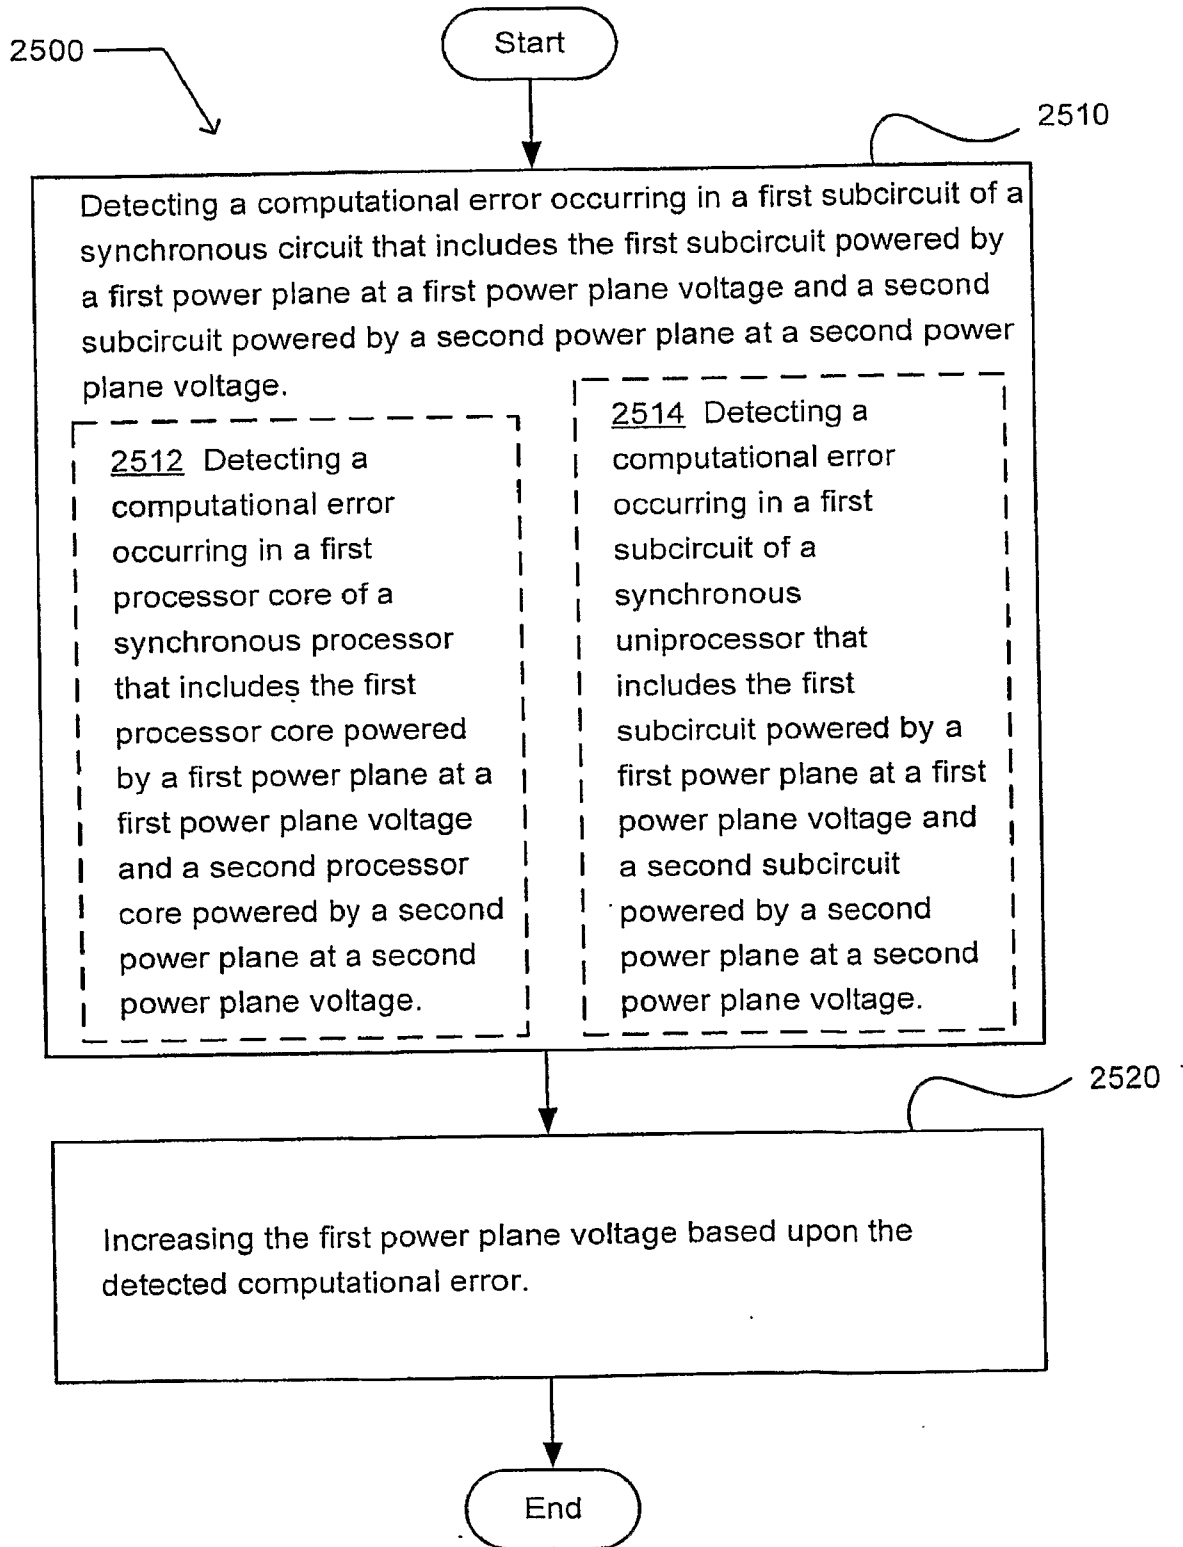 Start
2500
2510
Detecting a computational error occurring in a first subcircuit of a
synchronous circuit that includes the first subcircuit powered by
a first power plane at a first power plane voltage and a second
subcircuit powered by a second power plane at a second power
plane voltage.
2512 Detecting a
computational error
occurring in a first
processor core of a
synchronous processor
that includes the first
processor core powered
by a first power plane at a
first power plane voltage
and a second processor
core powered by a second
power plane at a second
power plane voltage.
2514 Detecting a
computational error
occurring in a first
subcircuit of a
synchronous
uniprocessor that
includes the first
subcircuit powered by a
first power plane at a first
power plane voltage and
a second subcircuit
powered by a second
power plane at a second
power plane voltage.
2520
Increasing the first power plane voltage based upon the
detected computational error.
End